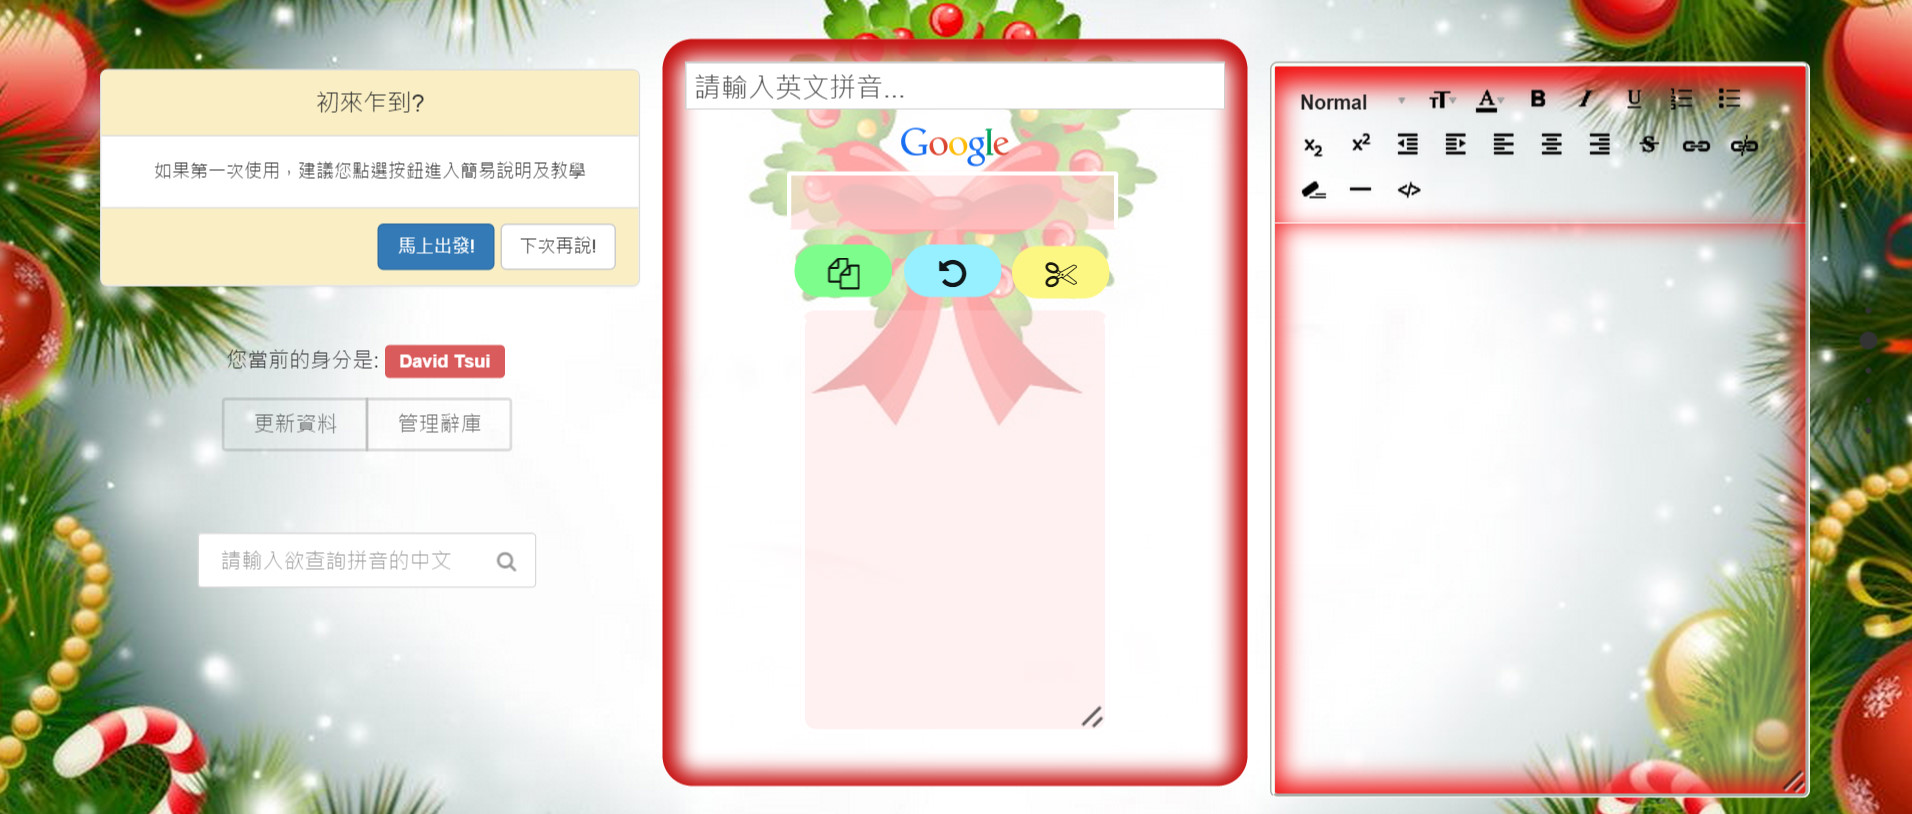 初來乍到?
如果第一次使用，建議您點選按鈕進入簡易說明及教學
馬上出發!
下次再說!
您當前的身分是: David Tsui
更新資料
管理辭庫
請輸入欲查詢拼音的中文
請輸入英文拼音...
Google
Normal